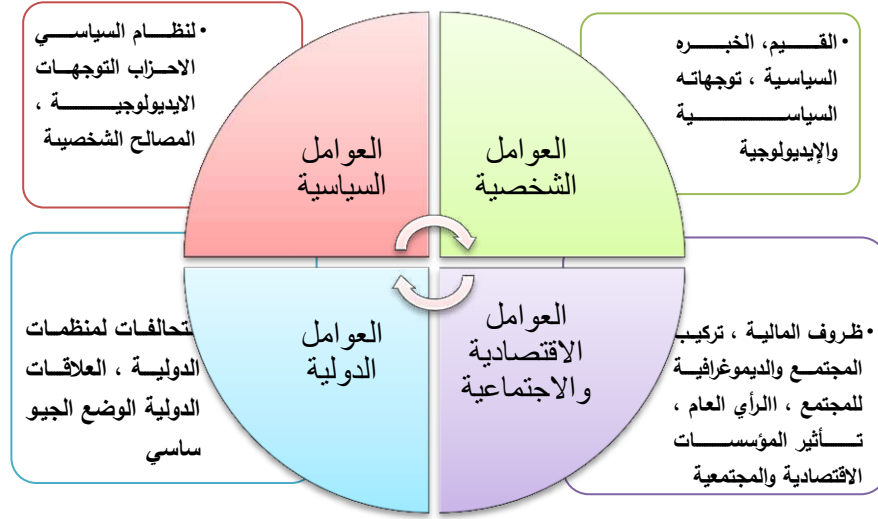 • القيم، الخبره
السياسية ، توجهاته
السياسية
والإيديولوجية
العوامل
الشخصية
• لنظام السياسي
الاحزاب التوجهات
الايديولوجية ،
المصالح الشخصيىة
العوامل
السياسية
• ظروف المالية ، تركيب
المجتمع والديموغرافية
للمجتمع ، االرأي العام ،
تأثير المؤسسات
الاقتصادية والمجتمعية
العوامل
الاقتصادية
والاجتماعية
تحالفات لمنظمات
الدولية ، العلاقات
الدولية الوضع الجيو
ساسي
العوامل
الدولية